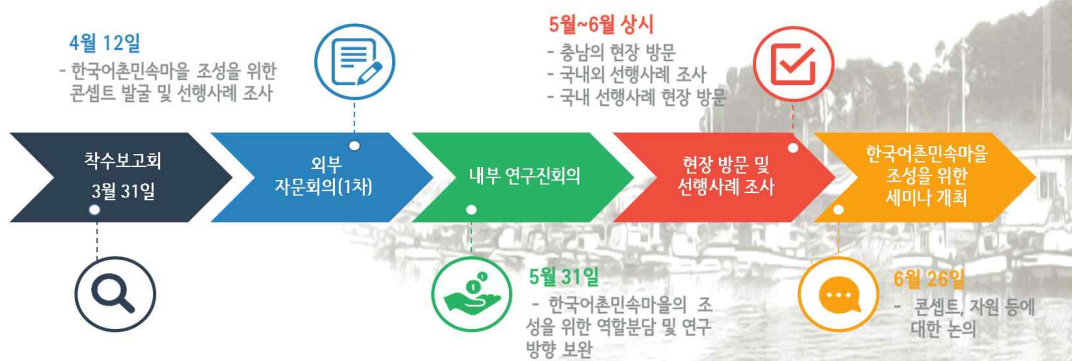 착수보고회
3월 31일
4월 12일
- 한국어촌민속마을 조성을 위한
콘셉트 발굴 및 선행사례 조사
외부
자문회의(1차)
내부 연구진회의
5월 31일
- 한국어촌민속마을의 조
성을 위한 역할분담 및 연구
방향 보완
5월~6월 상시
- 충남의 현장 방문
- 국내외 선행사례 조사
- 국내 선행사례 현장 방문
현장 방문 및
선행사례 조사
한국어촌민속마을
조성을 위한
세미나 개최
6월 26일
- 콘셉트, 자원 등에
대한 논의